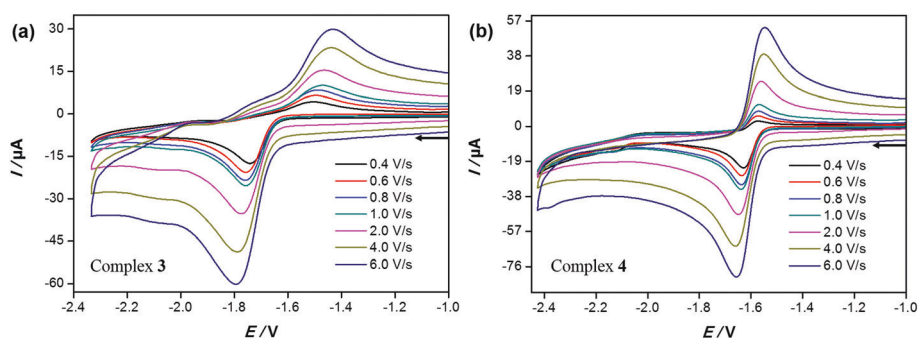 (a)
30
15
0
-15
-30
-45
-60
I / µA
0.4 V/s
0.6 V/s
0.8 V/s
1.0 V/s
2.0 V/s
4.0 V/s
6.0 V/s
Complex 3
-2.4 -2.2 -2.0 -1.8 -1.6 -1.4 -1.2 -1.0
E / V
(b)
57
38
19
0
-19
-38
-57
-76
I / µA
0.4 V/s
0.6 V/s
0.8 V/s
1.0 V/s
2.0 V/s
4.0 V/s
6.0 V/s
Complex 4
-2.4 -2.2 -2.0 -1.8 -1.6 -1.4 -1.2 -1.0
E / V